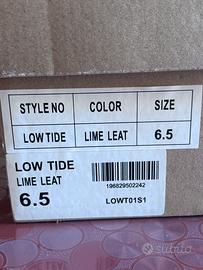 STYLE NO COLOR SIZE
LOW TIDE LIME LEAT 6.5
LOW TIDE
LIME LEAT
6.5
196829502242
LOWT01S1
subito